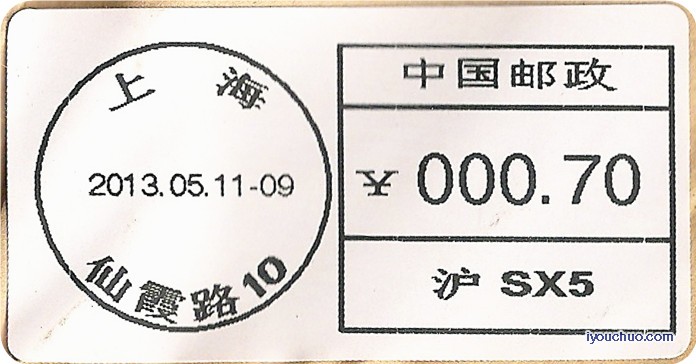 上海
2013.05.11-09
仙霞路10
中国邮政
¥ 000.70
沪 SX5
iyouchuo.com